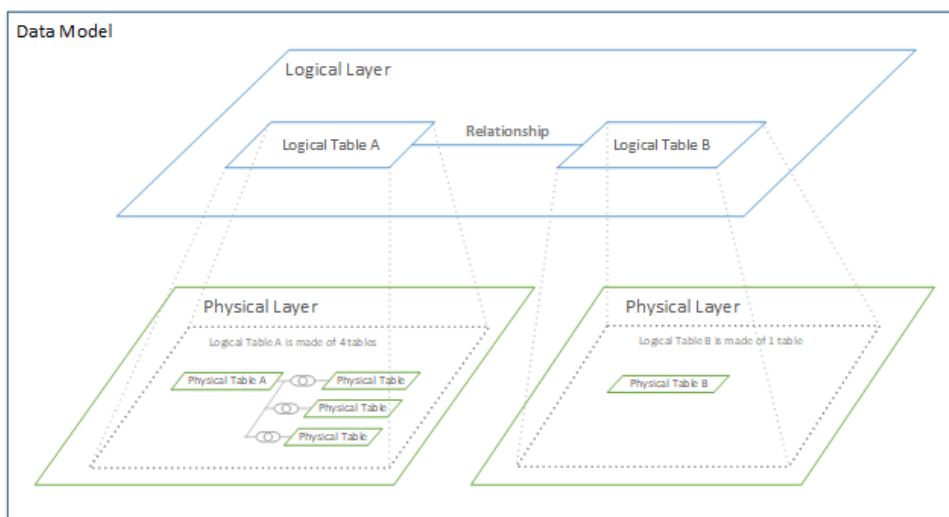 Data Model
Logical Layer
Relationship
Logical Table A
Logical Table B
Physical Layer
Logical Table A is made of 4 tables
Physical Table A
Physical Table
Physical Table
Physical Table
Physical Layer
Logical Table B is made of 1 table
Physical Table B